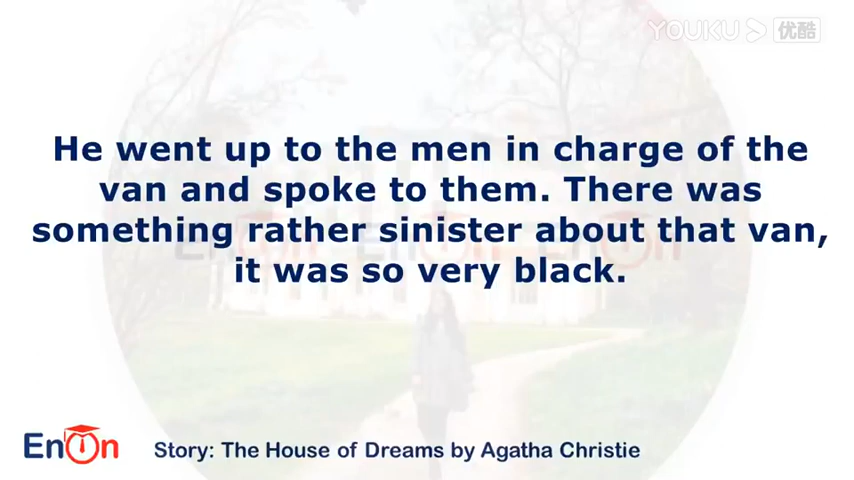 YOUKU 优酷
He went up to the men in charge of the
van and spoke to them. There was
something rather sinister about that van,
it was so very black.
EnOn
Story: The House of Dreams by Agatha Christie